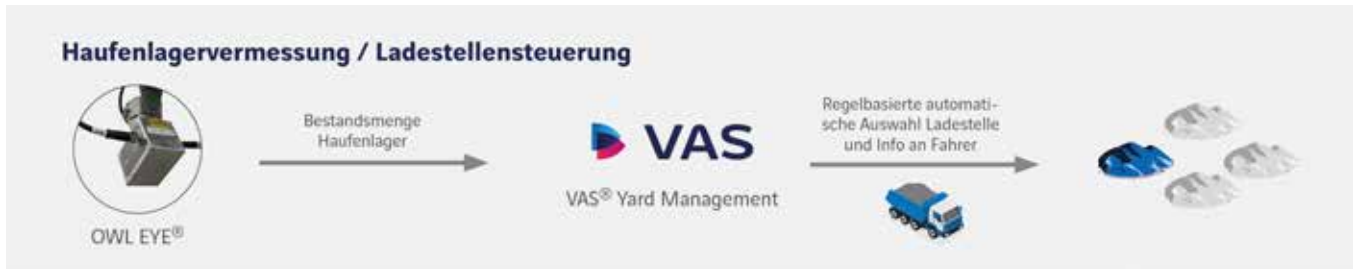 Haufenlagervermessung / Ladestellensteuerung
Bestandsmenge
Haufenlager
OWL EYE®
VAS
VAS® Yard Management
Regelbasierte automati-
sche Auswahl Ladestelle
und Info an Fahrer